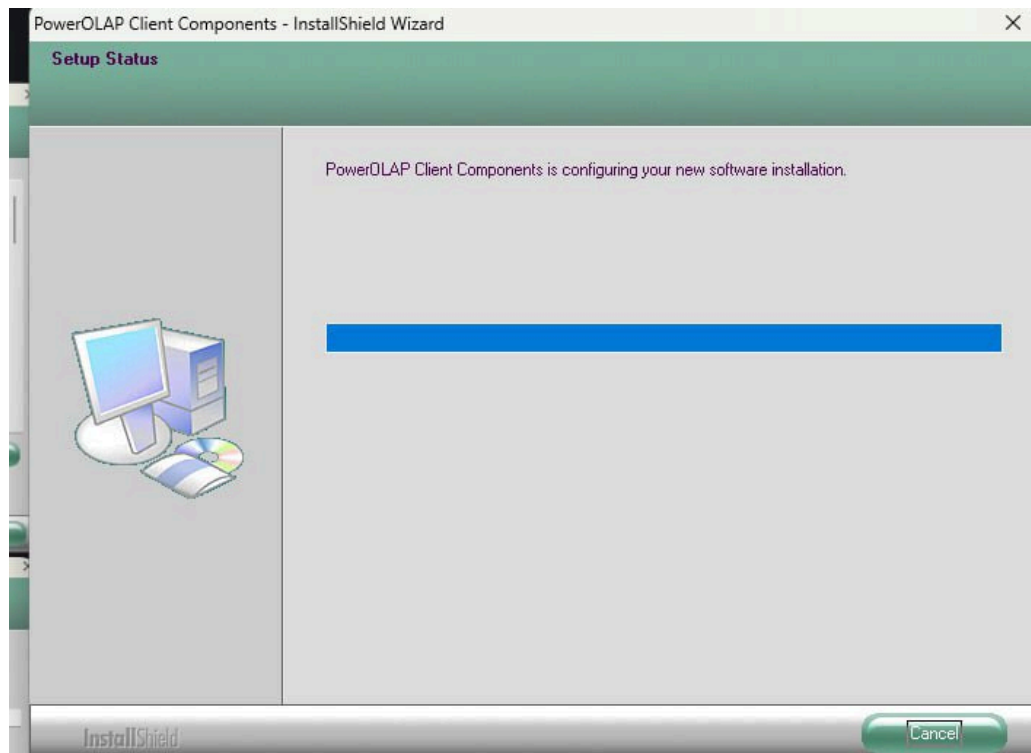 PowerOLAP Client Components - InstallShield Wizard
Setup Status
PowerOLAP Client Components is configuring your new software installation.
InstallShield
Cancel